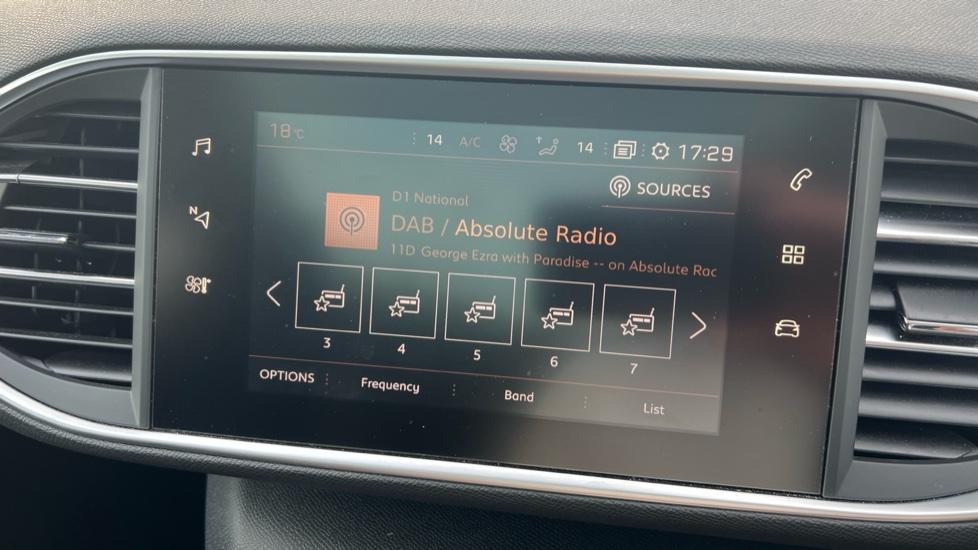 18°C 14 A/C 14 17:29
SOURCES
D1 National
DAB / Absolute Radio
11D George Ezra with Paradise -- on Absolute Rac
N
3 4 5 6 7
OPTIONS Frequency Band List